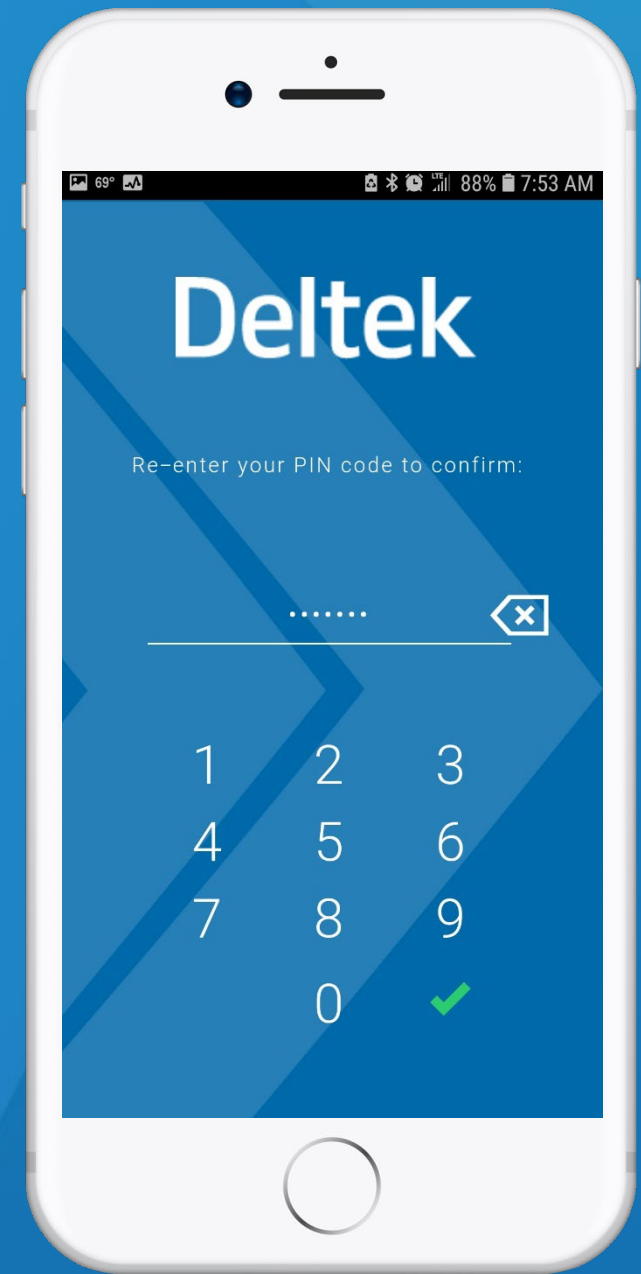 69° 88% 7:53 AM
Deltek
Re-enter your PIN code to confirm:
.......
1 2 3
4 5 6
7 8 9
0